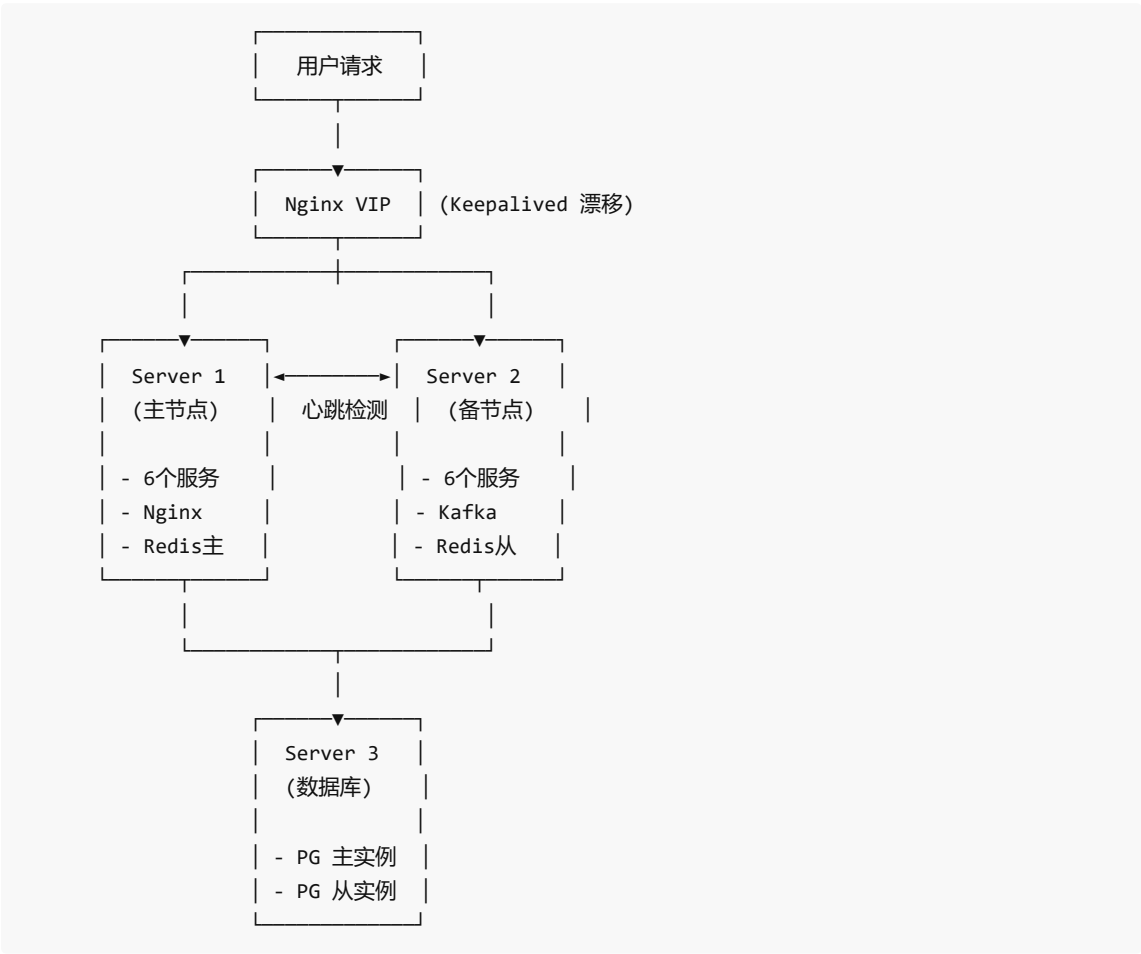 用户请求
Nginx VIP (Keepalived 漂移)
Server 1 Server 2
(主节点) 心跳检测 (备节点)
- 6个服务 - 6个服务
- Nginx - Kafka
- Redis主 - Redis从
Server 3
(数据库)
- PG 主实例
- PG 从实例